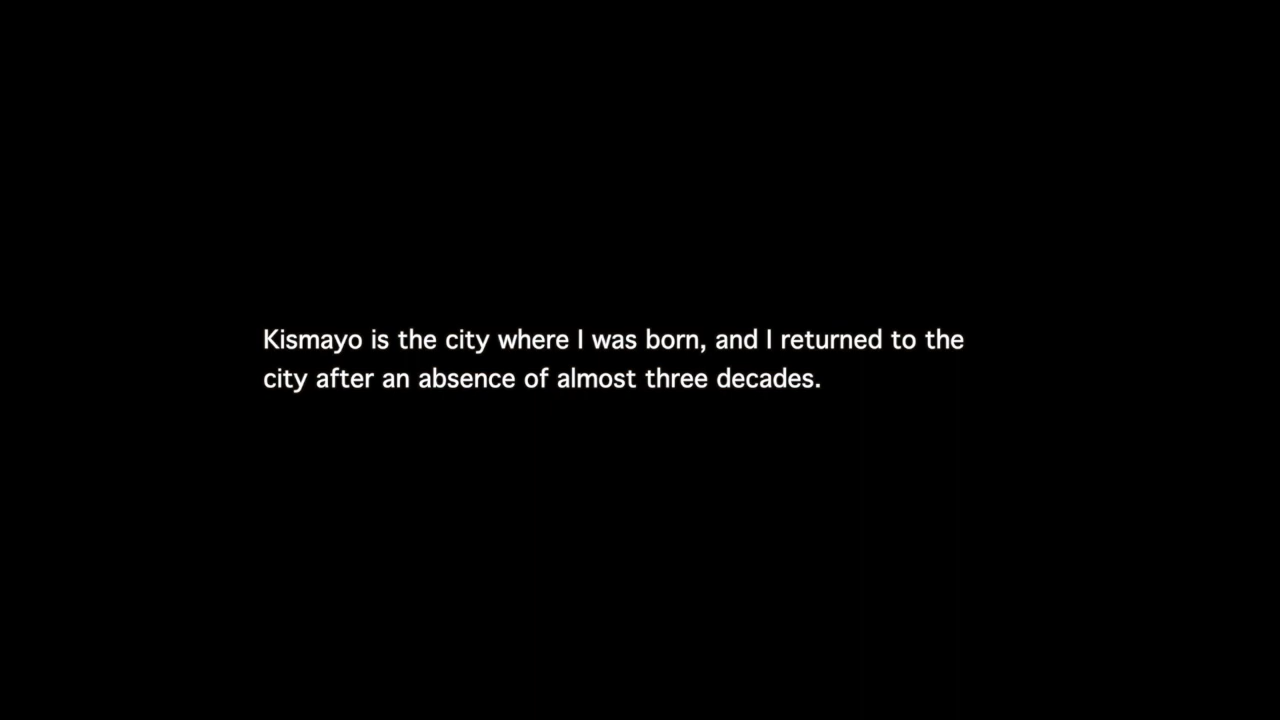 Kismayo is the city where I was born, and I returned to the
city after an absence of almost three decades.